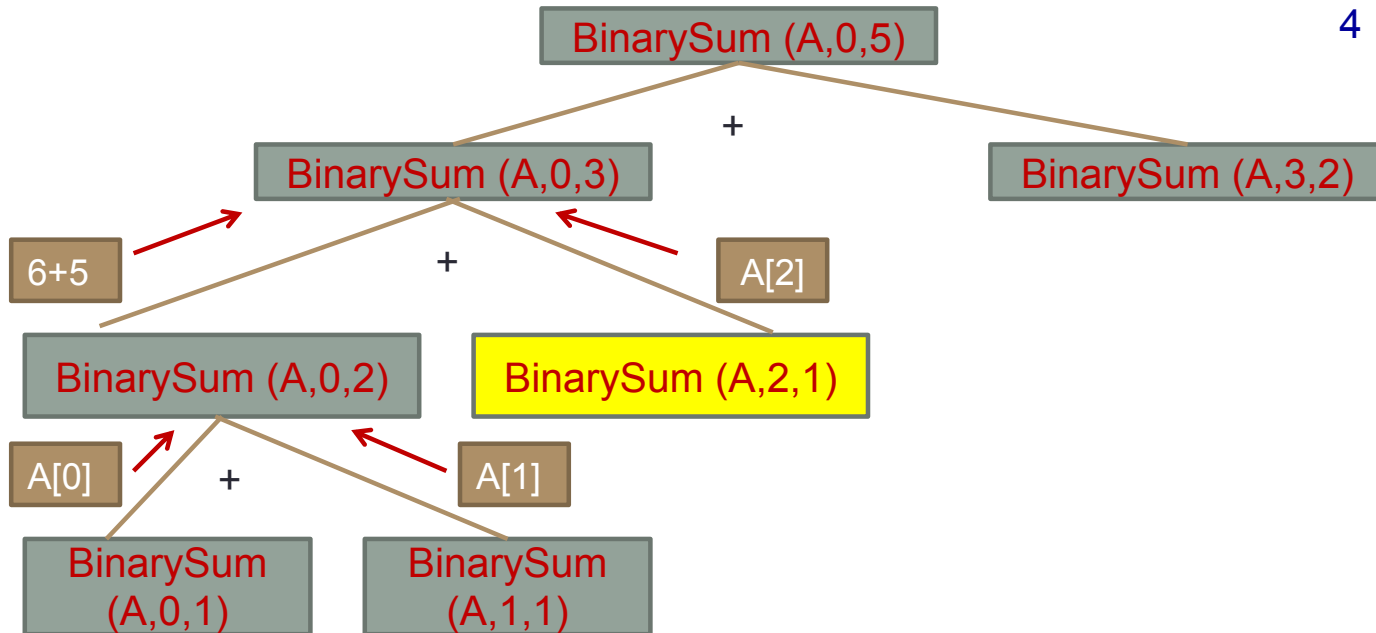 4
BinarySum (A,0,5)
+
BinarySum (A,0,3)
BinarySum (A,3,2)
6+5
+
A[2]
BinarySum (A,0,2)
BinarySum (A,2,1)
A[0]
+
A[1]
BinarySum
(A,0,1)
BinarySum
(A,1,1)